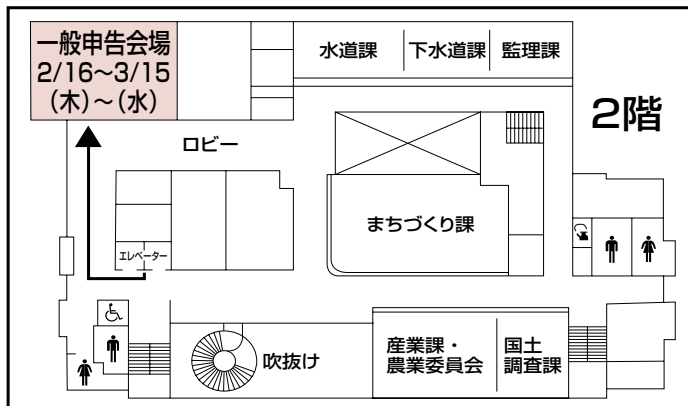 一般申告会場
2/16～3/15
(木)～(水)
水道課
下水道課
監理課
2階
ロビー
まちづくり課
エレベーター
吹抜け
産業課・
農業委員会
国土
調査課